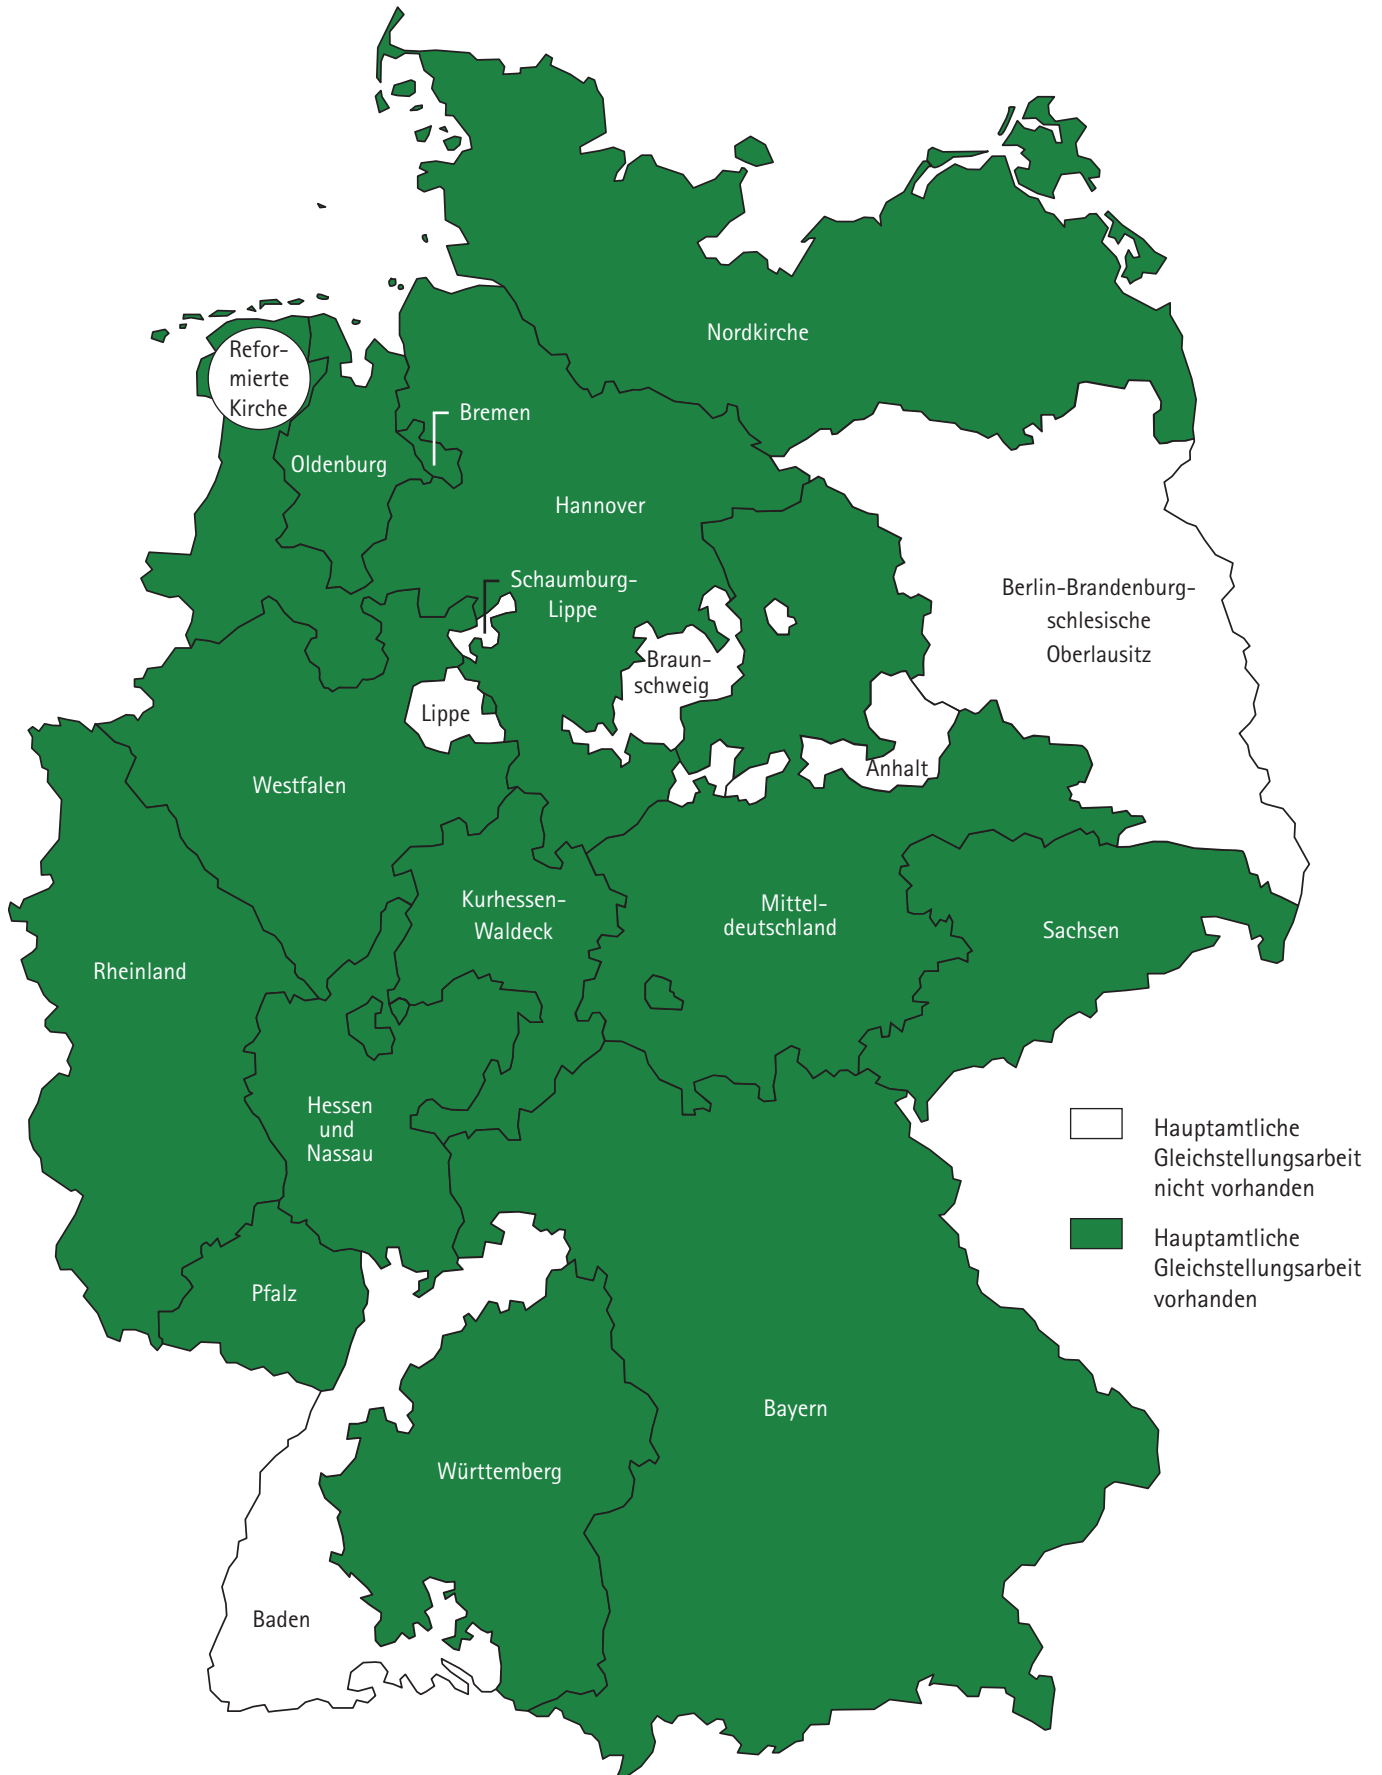 Nordkirche
Refor-
mierte
Kirche
Bremen
Oldenburg
Hannover
Schaumburg-
Lippe
Berlin-Brandenburg-
schlesische
Oberlausitz
Braun-
schweig
Lippe
Anhalt
Westfalen
Kurhessen-
Waldeck
Mittel-
deutschland
Sachsen
Rheinland
Hessen
und
Nassau
Hauptamtliche
Gleichstellungsarbeit
nicht vorhanden
Hauptamtliche
Gleichstellungsarbeit
vorhanden
Pfalz
Bayern
Württemberg
Baden